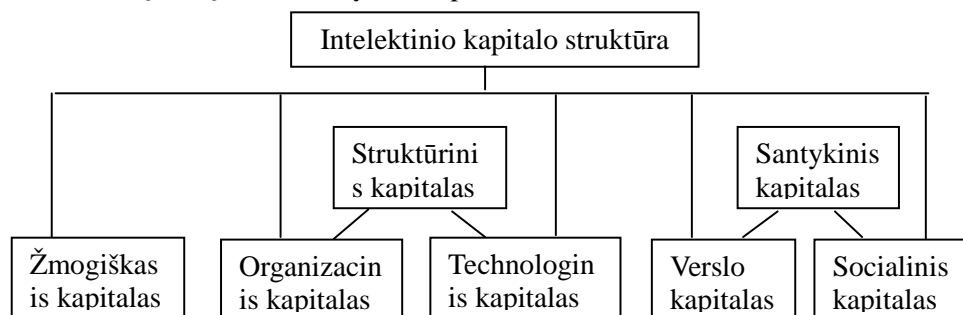 Intelektinio kapitalo struktūra
Struktūrini
s kapitalas
Santykinis
kapitalas
Žmogiškas
is kapitalas
Organizacin
is kapitalas
Technologin
is kapitalas
Verslo
kapitalas
Socialinis
kapitalas